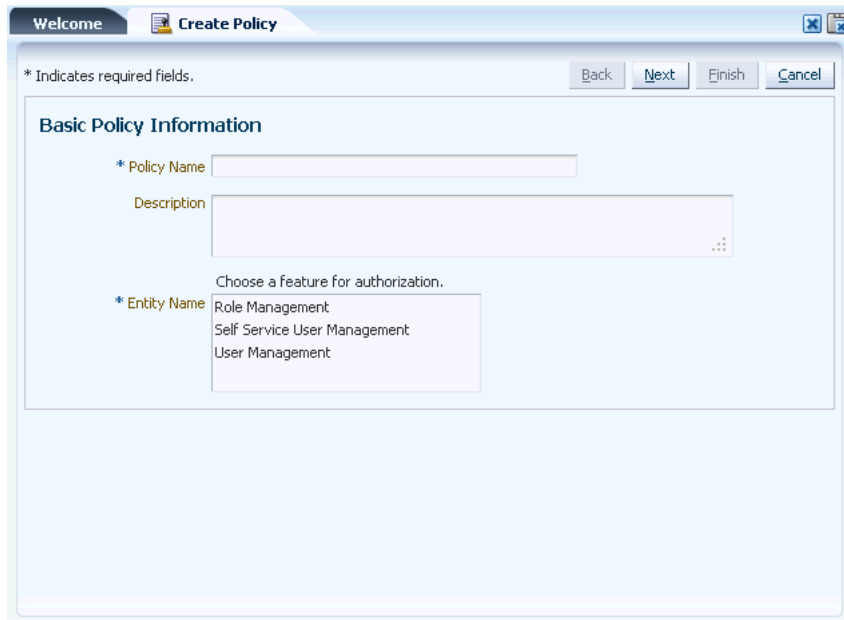 Welcome
Create Policy
* Indicates required fields.
Back
Next
Finish
Cancel
Basic Policy Information
* Policy Name
Description
Choose a feature for authorization.
* Entity Name
Role Management
Self Service User Management
User Management